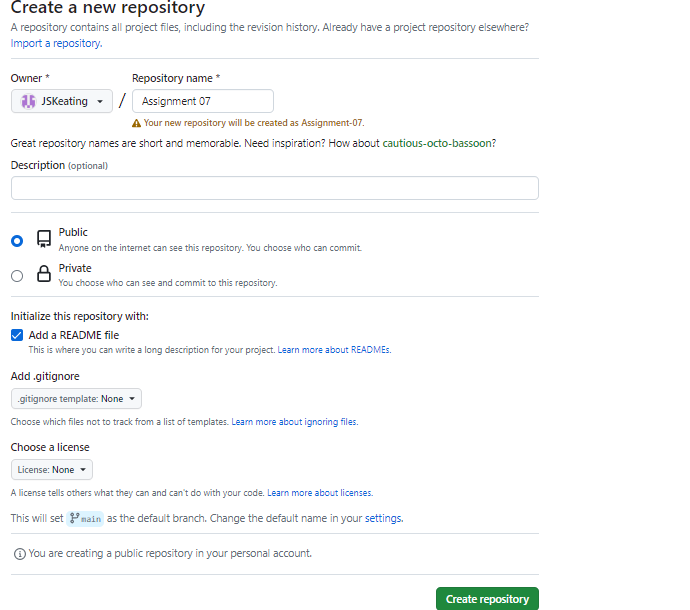 Create a new repository
A repository contains all project files, including the revision history. Already have a project repository elsewhere?
Import a repository.
Owner * Repository name *
JSKeating / Assignment 07
Your new repository will be created as Assignment-07.
Great repository names are short and memorable. Need inspiration? How about cautious-octo-bassoon?
Description (optional)
Public
Anyone on the internet can see this repository. You choose who can commit.
Private
You choose who can see and commit to this repository.
Initialize this repository with:
Add a README file
This is where you can write a long description for your project. Learn more about READMEs.
Add .gitignore
.gitignore template: None
Choose which files not to track from a list of templates. Learn more about ignoring files.
Choose a license
License: None
A license tells others what they can and can't do with your code. Learn more about licenses.
This will set main as the default branch. Change the default name in your settings.
You are creating a public repository in your personal account.
Create repository